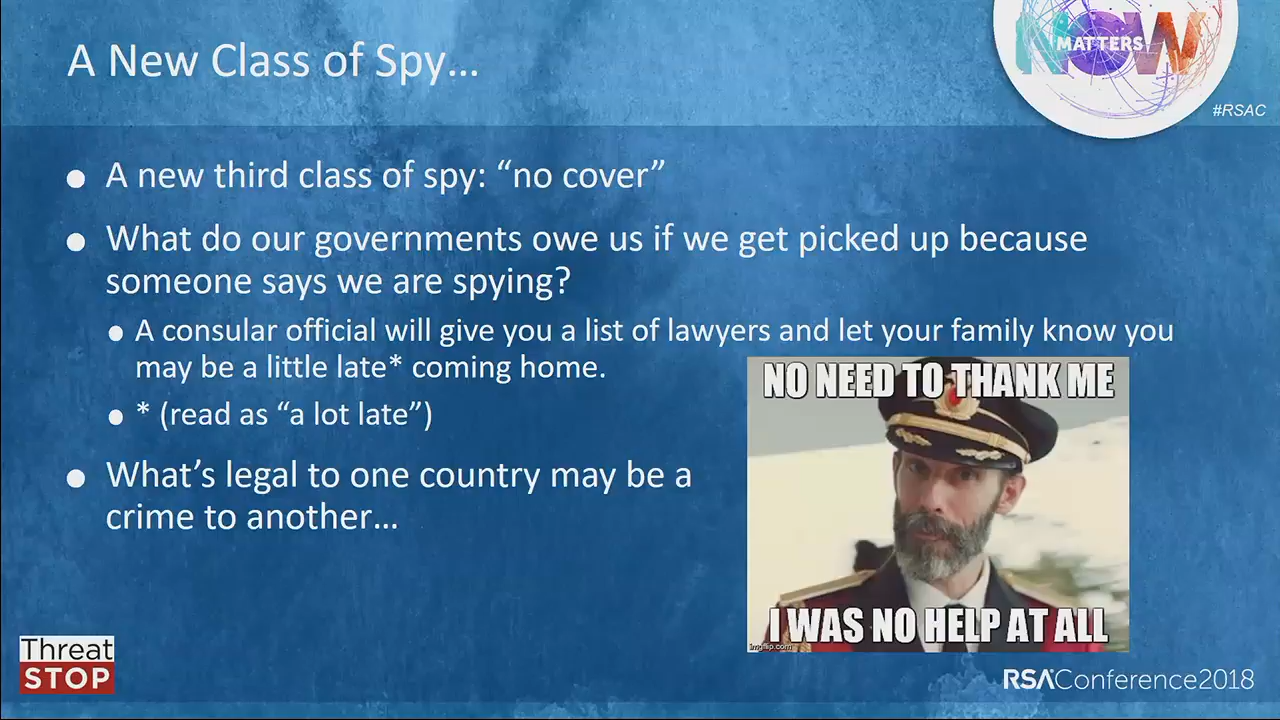 A New Class of Spy…
NOW
MATTERS
#RSAC
● A new third class of spy: “no cover”
● What do our governments owe us if we get picked up because
someone says we are spying?
● A consular official will give you a list of lawyers and let your family know you
may be a little late* coming home.
● * (read as “a lot late”)
● What’s legal to one country may be a
crime to another…
NO NEED TO THANK ME
I WAS NO HELP AT ALL
imgflip.com
Threat
STOP
RSAConference2018